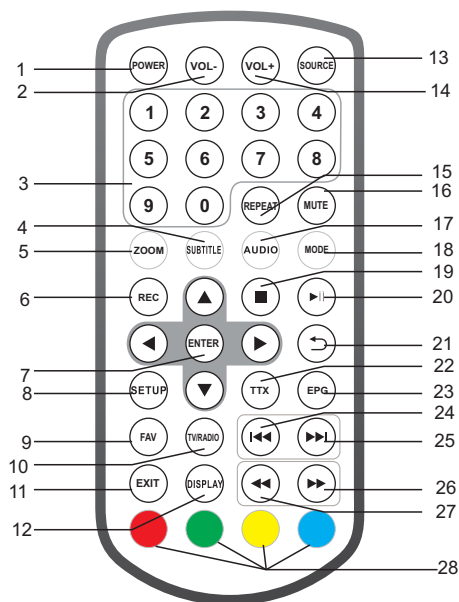 1 POWER VOL- VOL+ SOURCE 13
2 14
1 2 3 4
3 5 6 7 8 15
9 0 REPEAT MUTE 16
4 17
5 ZOOM SUBTITLE AUDIO MODE 18
19
6 REC 20
ENTER 21
7 22
8 SETUP TTX EPG 23
24
9 FAV TV/RADIO 25
10
11 EXIT DISPLAY 26
12 27
28